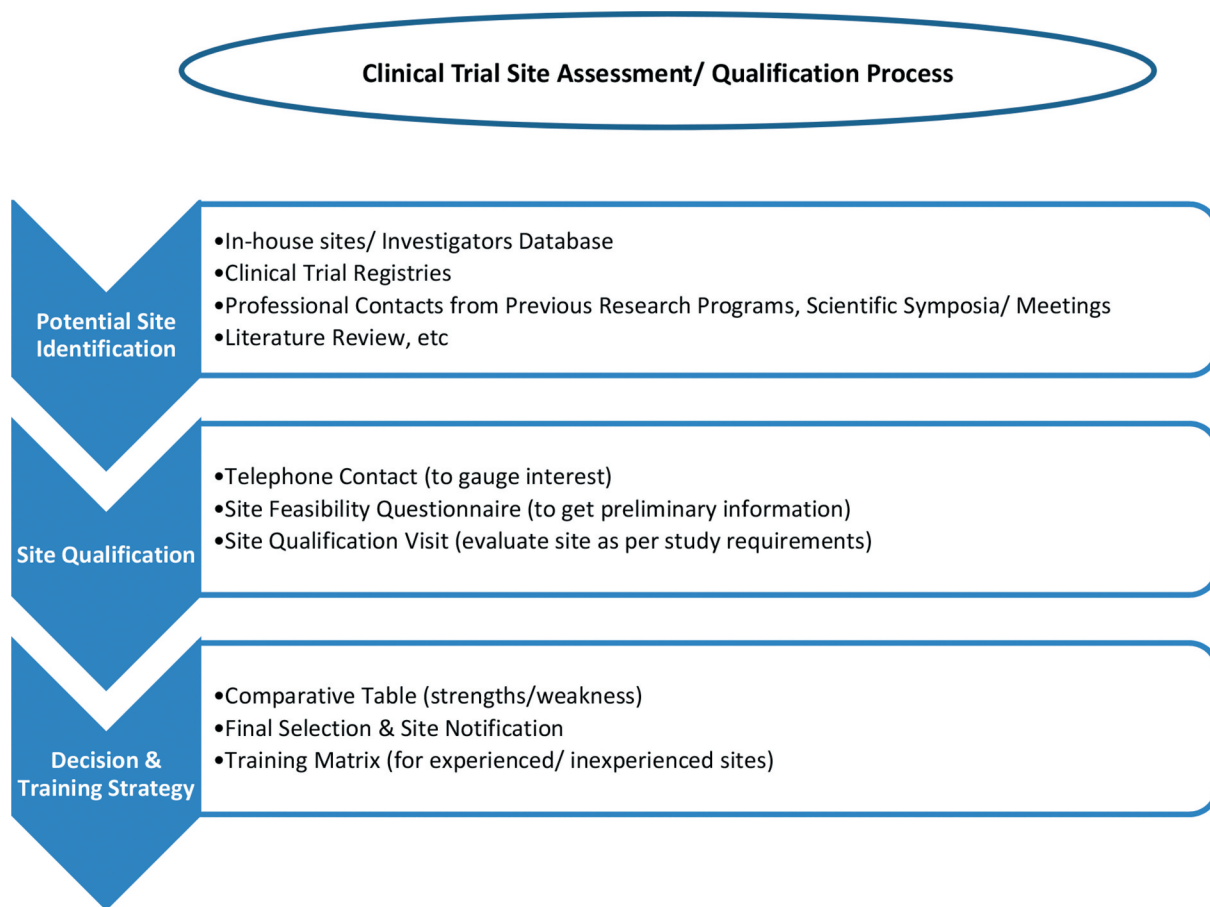 Clinical Trial Site Assessment/ Qualification Process
Potential Site
Identification
•In-house sites/ Investigators Database
•Clinical Trial Registries
•Professional Contacts from Previous Research Programs, Scientific Symposia/ Meetings
•Literature Review, etc
Site Qualification
•Telephone Contact (to gauge interest)
•Site Feasibility Questionnaire (to get preliminary information)
•Site Qualification Visit (evaluate site as per study requirements)
Decision &
Training Strategy
•Comparative Table (strengths/weakness)
•Final Selection & Site Notification
•Training Matrix (for experienced/ inexperienced sites)